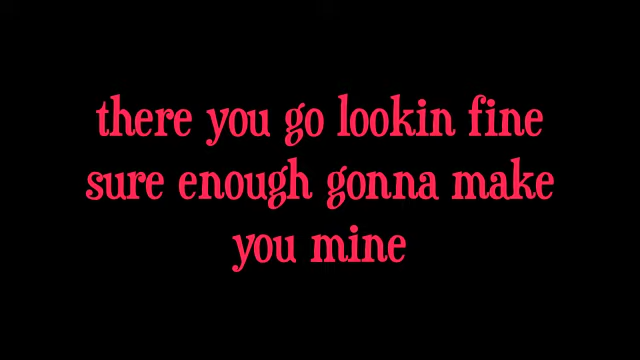 there you go lookin fine
sure enough gonna make
you mine